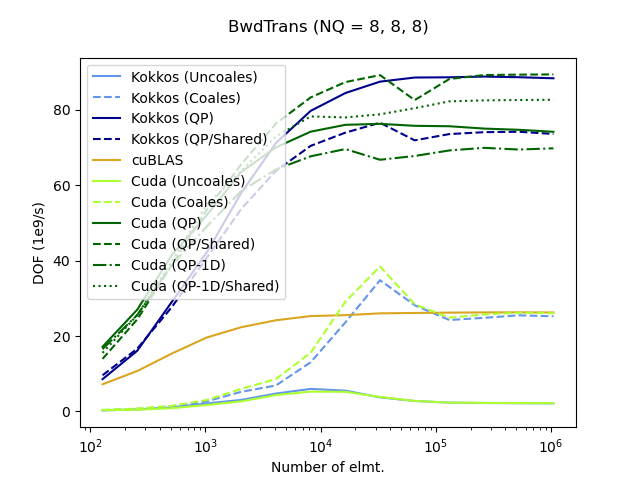 BwdTrans (NQ = 8, 8, 8)
Kokkos (Uncoales)
Kokkos (Coales)
Kokkos (QP)
Kokkos (QP/Shared)
cuBLAS
Cuda (Uncoales)
Cuda (Coales)
Cuda (QP)
Cuda (QP/Shared)
Cuda (QP-1D)
Cuda (QP-1D/Shared)
DOF (1e9/s)
80
60
40
20
0
10² 10³ 10⁴ 10⁵ 10⁶
Number of elmt.